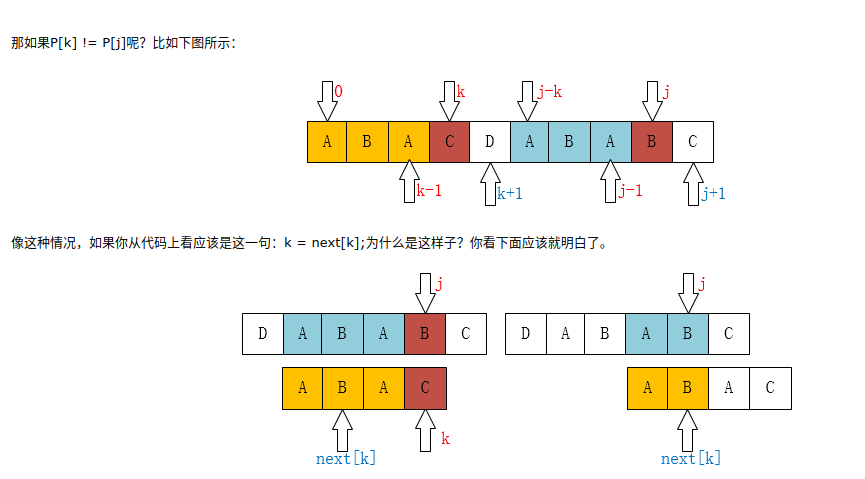 那如果P[k] != P[j]呢？比如下图所示：
0 k j-k j
A B A C D A B A B C
k-1 k+1 j-1 j+1
像这种情况，如果你从代码上看应该是这一句：k = next[k];为什么是这样子？你看下面应该就明白了。
j j
D A B A B C D A B A B C
A B A C A B A C
k
next[k] next[k]